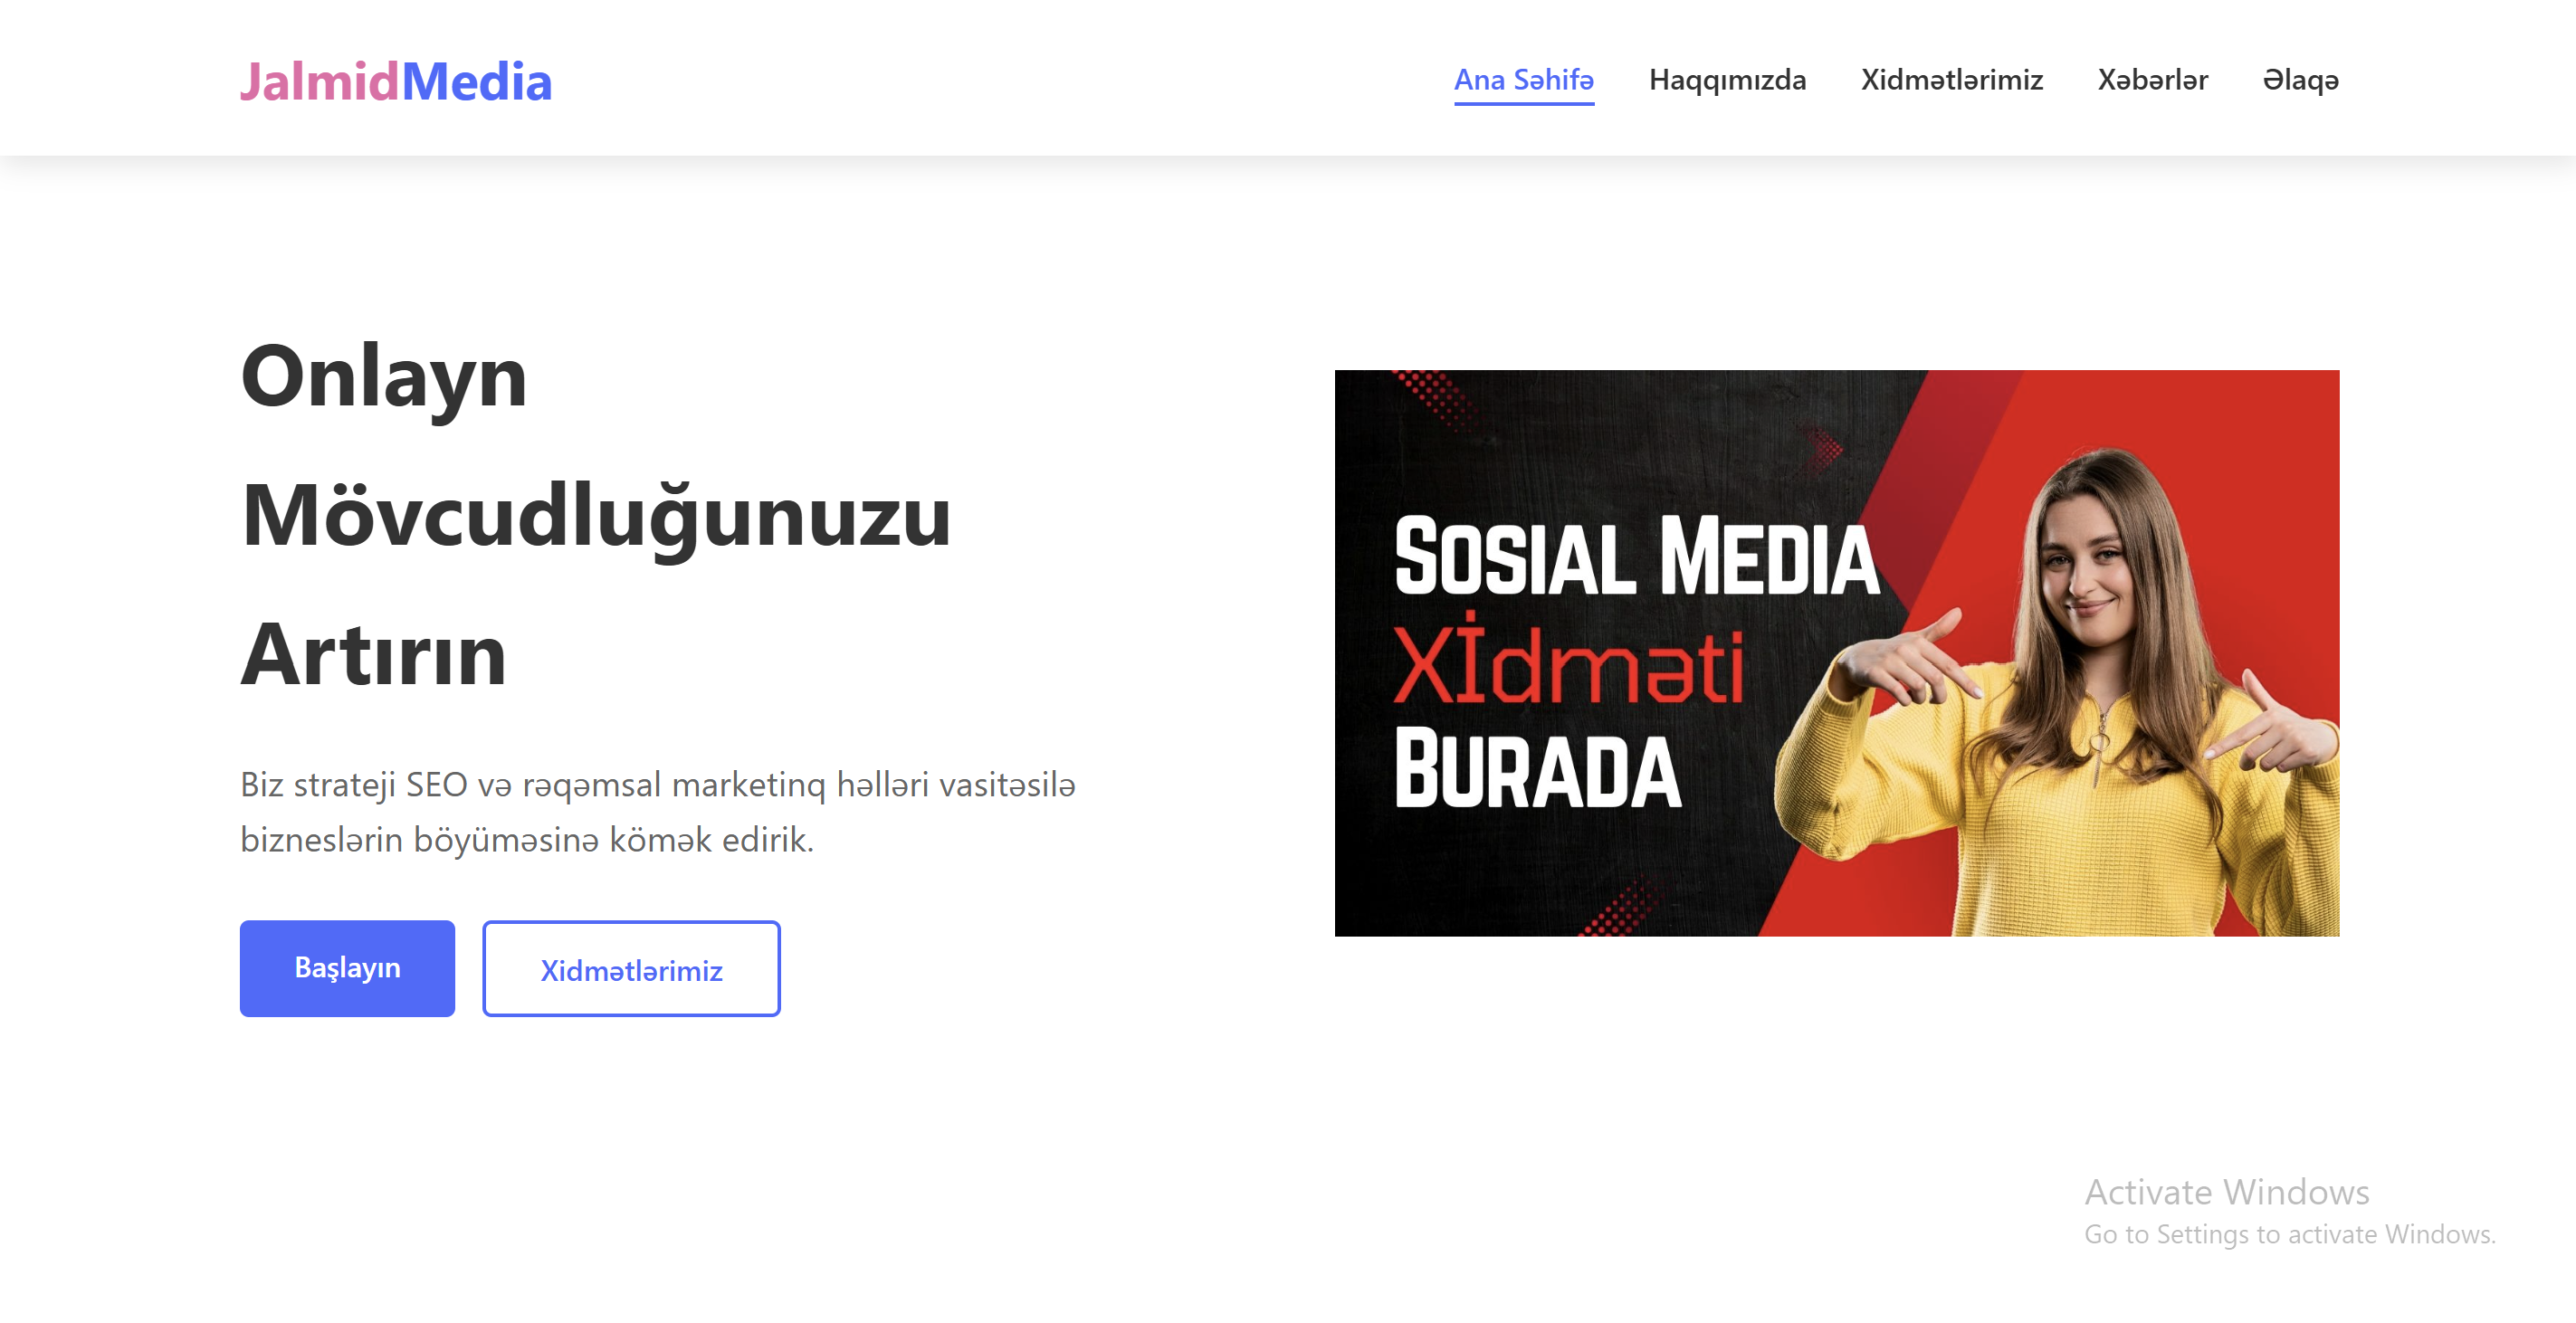 JalmidMedia
Ana Səhifə
Haqqımızda
Xidmətlərimiz
Xəbərlər
Əlaqə
Onlayn
Mövcudluğunuzu
Artırın
Biz strateji SEO və rəqəmsal marketinq həlləri vasitəsilə
bizneslərin böyüməsinə kömək edirik.
Başlayın
Xidmətlərimiz
SOSIAL MEDIA
Xİdməti
BURADA
Activate Windows
Go to Settings to activate Windows.